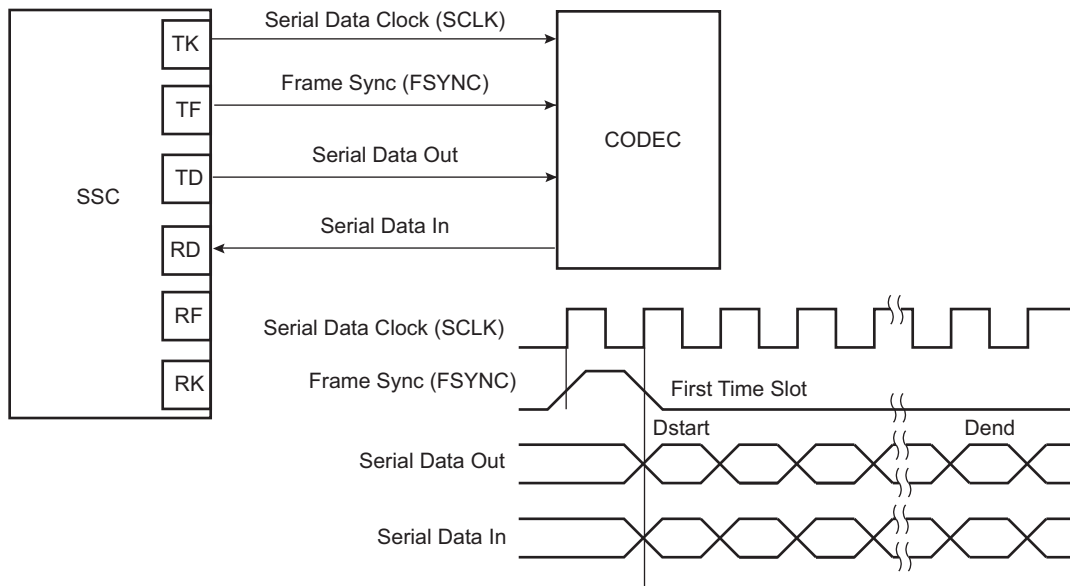 Serial Data Clock (SCLK)
TK
Frame Sync (FSYNC)
TF
CODEC
Serial Data Out
TD
SSC
Serial Data In
RD
RF
Serial Data Clock (SCLK)
RK
Frame Sync (FSYNC)
First Time Slot
Dstart
Dend
Serial Data Out
Serial Data In